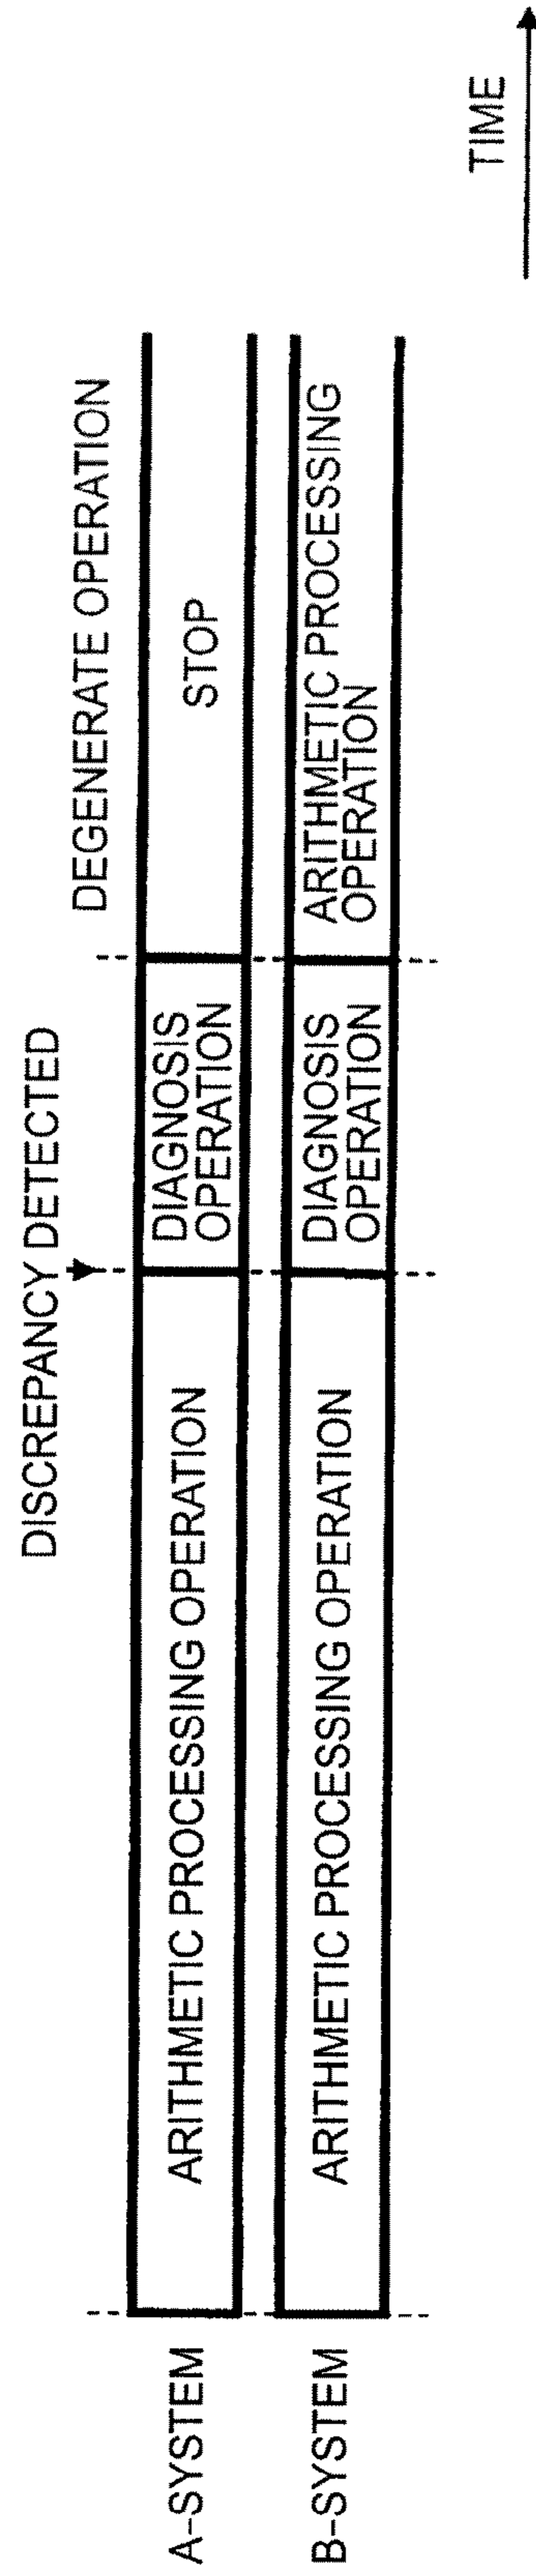 DISCREPANCY DETECTED
DEGENERATE OPERATION
A-SYSTEM
ARITHMETIC PROCESSING OPERATION
DIAGNOSIS
OPERATION
STOP
B-SYSTEM
ARITHMETIC PROCESSING OPERATION
DIAGNOSIS
OPERATION
ARITHMETIC PROCESSING
OPERATION
TIME